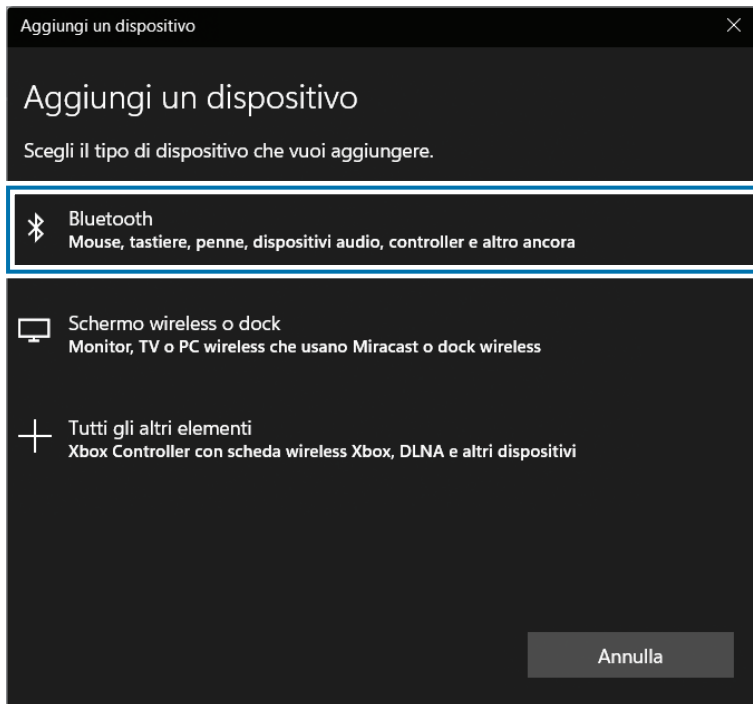 Aggiungi un dispositivo
Aggiungi un dispositivo
Scegli il tipo di dispositivo che vuoi aggiungere.
Bluetooth
Mouse, tastiere, penne, dispositivi audio, controller e altro ancora
Schermo wireless o dock
Monitor, TV o PC wireless che usano Miracast o dock wireless
Tutti gli altri elementi
Xbox Controller con scheda wireless Xbox, DLNA e altri dispositivi
Annulla